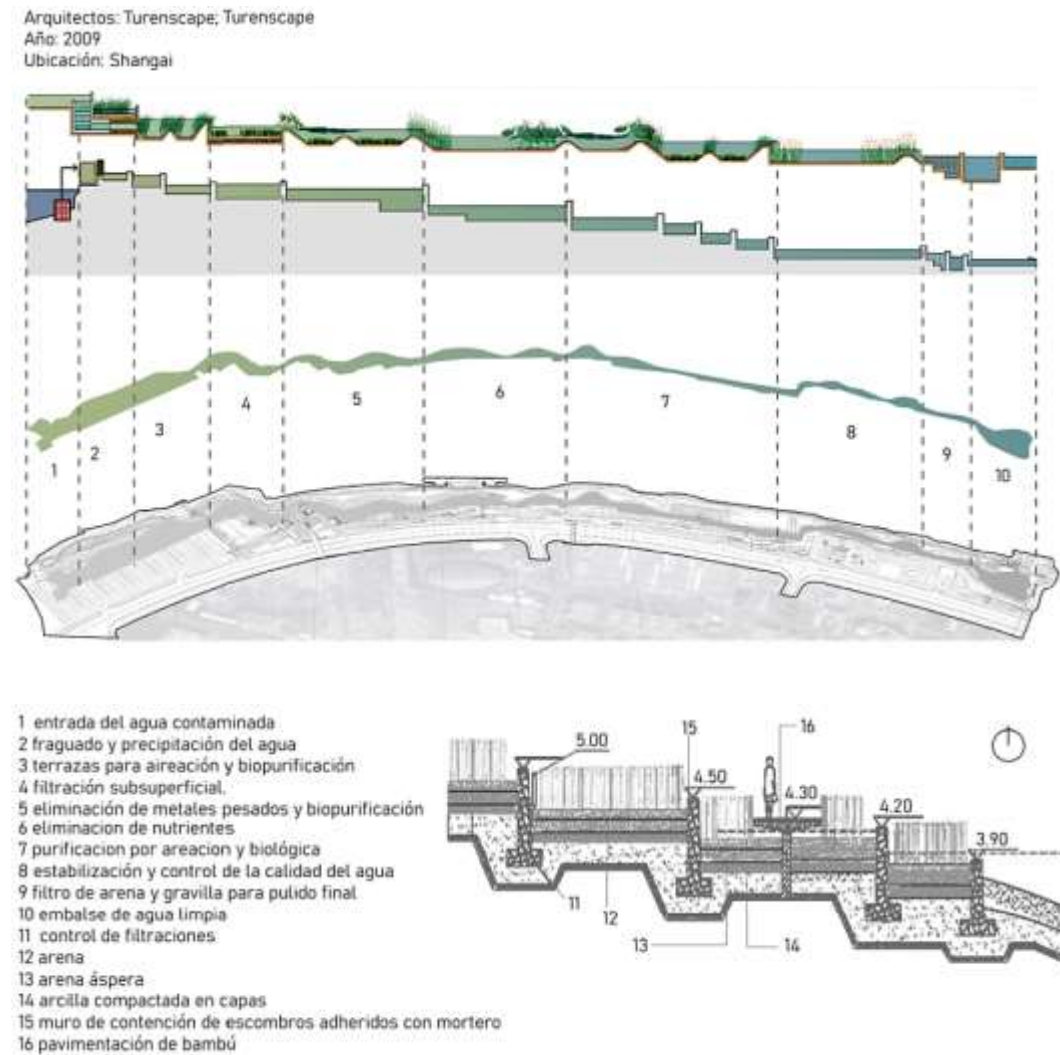 Arquitectos: Turenscape; Turenscape
Año: 2009
Ubicación: Shangai
1
2
3
4
5
6
7
8
9
10
1 entrada del agua contaminada
2 fraguado y precipitación del agua
3 terrazas para aireación y biopurificación
4 filtración subsuperficial.
5 eliminación de metales pesados y biopurificación
6 eliminacion de nutrientes
7 purificacion por areacion y biológica
8 estabilización y control de la calidad del agua
9 filtro de arena y gravilla para pulido final
10 embalse de agua limpia
11 control de filtraciones
12 arena
13 arena áspera
14 arcilla compactada en capas
15 muro de contención de escombros adheridos con mortero
16 pavimentación de bambú
15
16
5.00
4.50
4.30
4.20
3.90
11
12
13
14